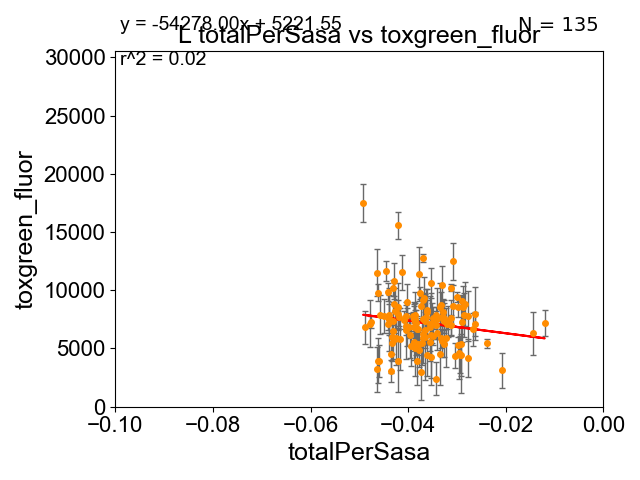 y = -54278.00x + 5221.55
N = 135
L totalPerSasa vs toxgreen_fluor
r^2 = 0.02
30000
25000
20000
15000
10000
5000
0
toxgreen_fluor
−0.10 −0.08 −0.06 −0.04 −0.02 0.00
totalPerSasa